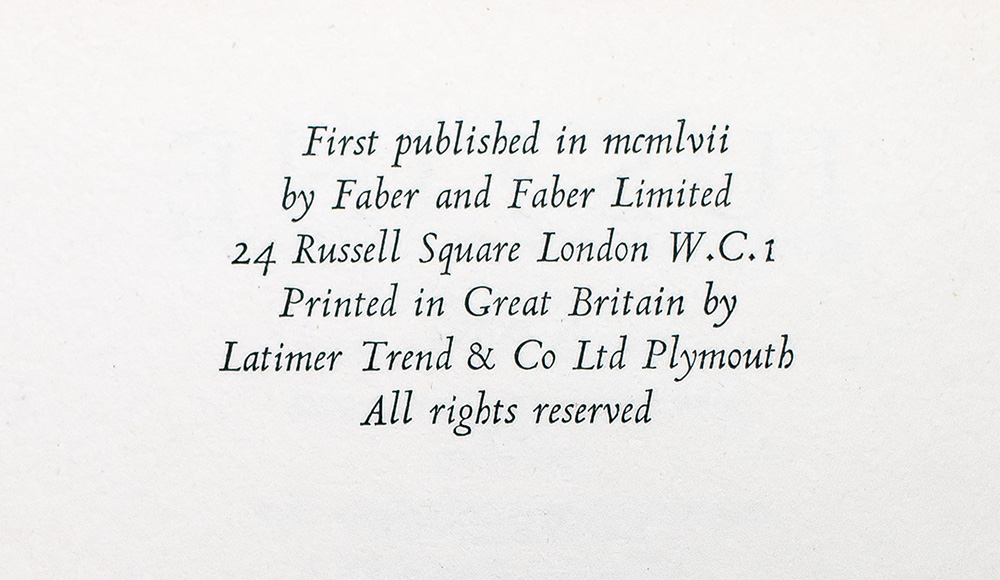 First published in mcmlvii
by Faber and Faber Limited
24 Russell Square London W.C.1
Printed in Great Britain by
Latimer Trend & Co Ltd Plymouth
All rights reserved